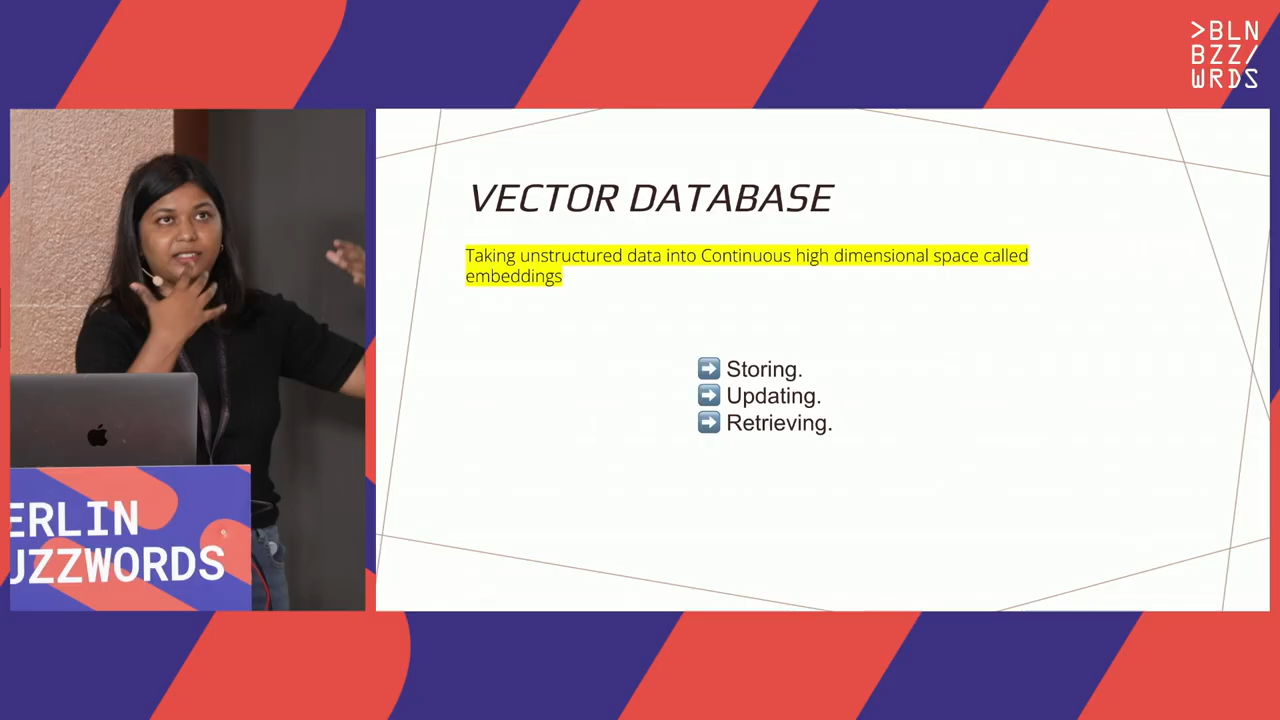 >BLN
BZZ/
WRDS
VECTOR DATABASE
Taking unstructured data into Continuous high dimensional space called
embeddings
➡ Storing.
➡ Updating.
➡ Retrieving.
ERLIN
UZZWORDS